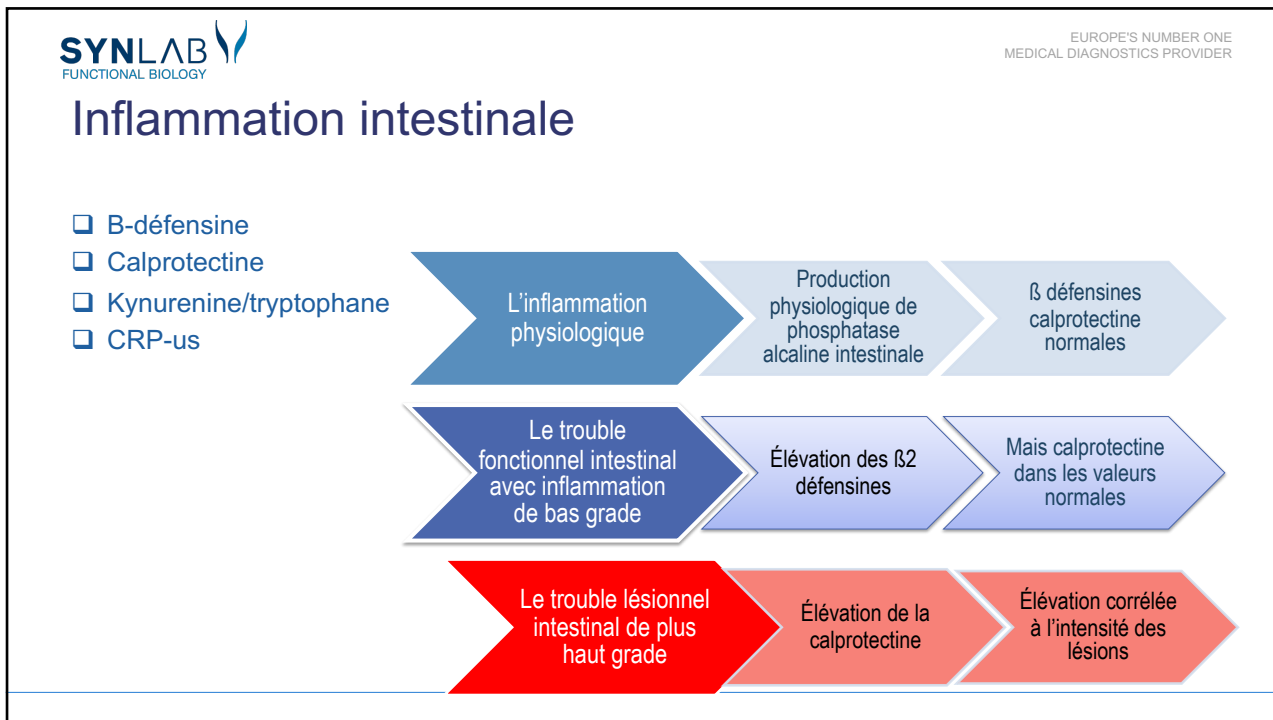 SYNLAB
FUNCTIONAL BIOLOGY
EUROPE'S NUMBER ONE
MEDICAL DIAGNOSTICS PROVIDER
Inflammation intestinale
B-défensine
Calprotectine
Kynurenine/tryptophane
CRP-us
L'inflammation
physiologique
Production
physiologique de
phosphatase
alcaline intestinale
ß défensines
calprotectine
normales
Le trouble
fonctionnel intestinal
avec inflammation
de bas grade
Élévation des ß2
défensines
Mais calprotectine
dans les valeurs
normales
Le trouble lésionnel
intestinal de plus
haut grade
Élévation de la
calprotectine
Élévation corrélée
à l'intensité des
lésions